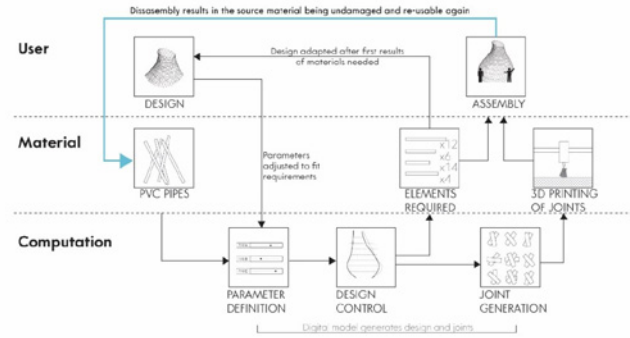 Dissasembly results in the source material being undamaged and re-usable again
User
Design adapted after first results
of materials needed
DESIGN
ASSEMBLY
Material
x12
x6
x14
x4
Parameters
adjusted to fit
requirements
PVC PIPES
ELEMENTS
REQUIRED
3D PRINTING
OF JOINTS
Computation
PARAMETER
DEFINITION
DESIGN
CONTROL
JOINT
GENERATION
Digital model generates design and joints